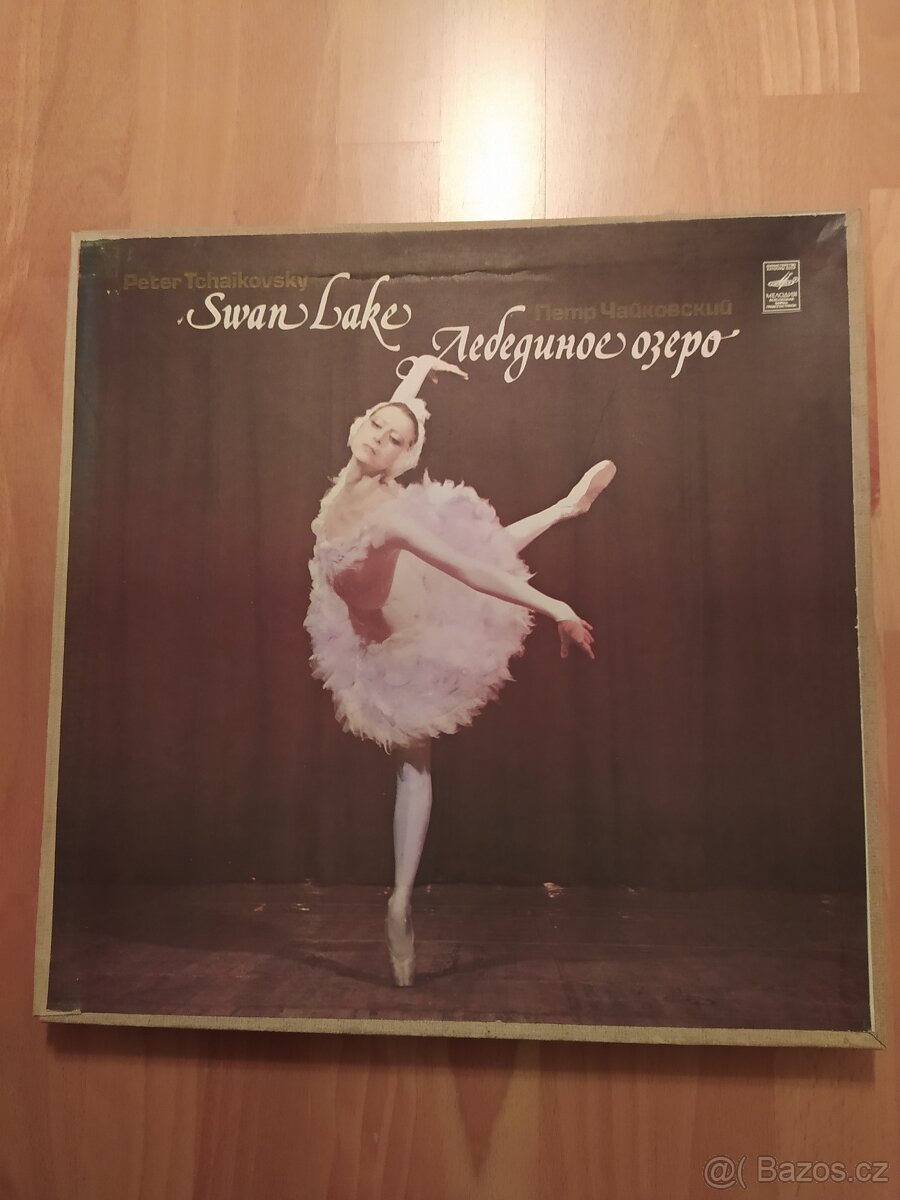 Peter Tchaikovsky
Swan Lake
Петр Чайковский
Лебединое озеро
МЕЛОДИЯ
@( Bazos.cz